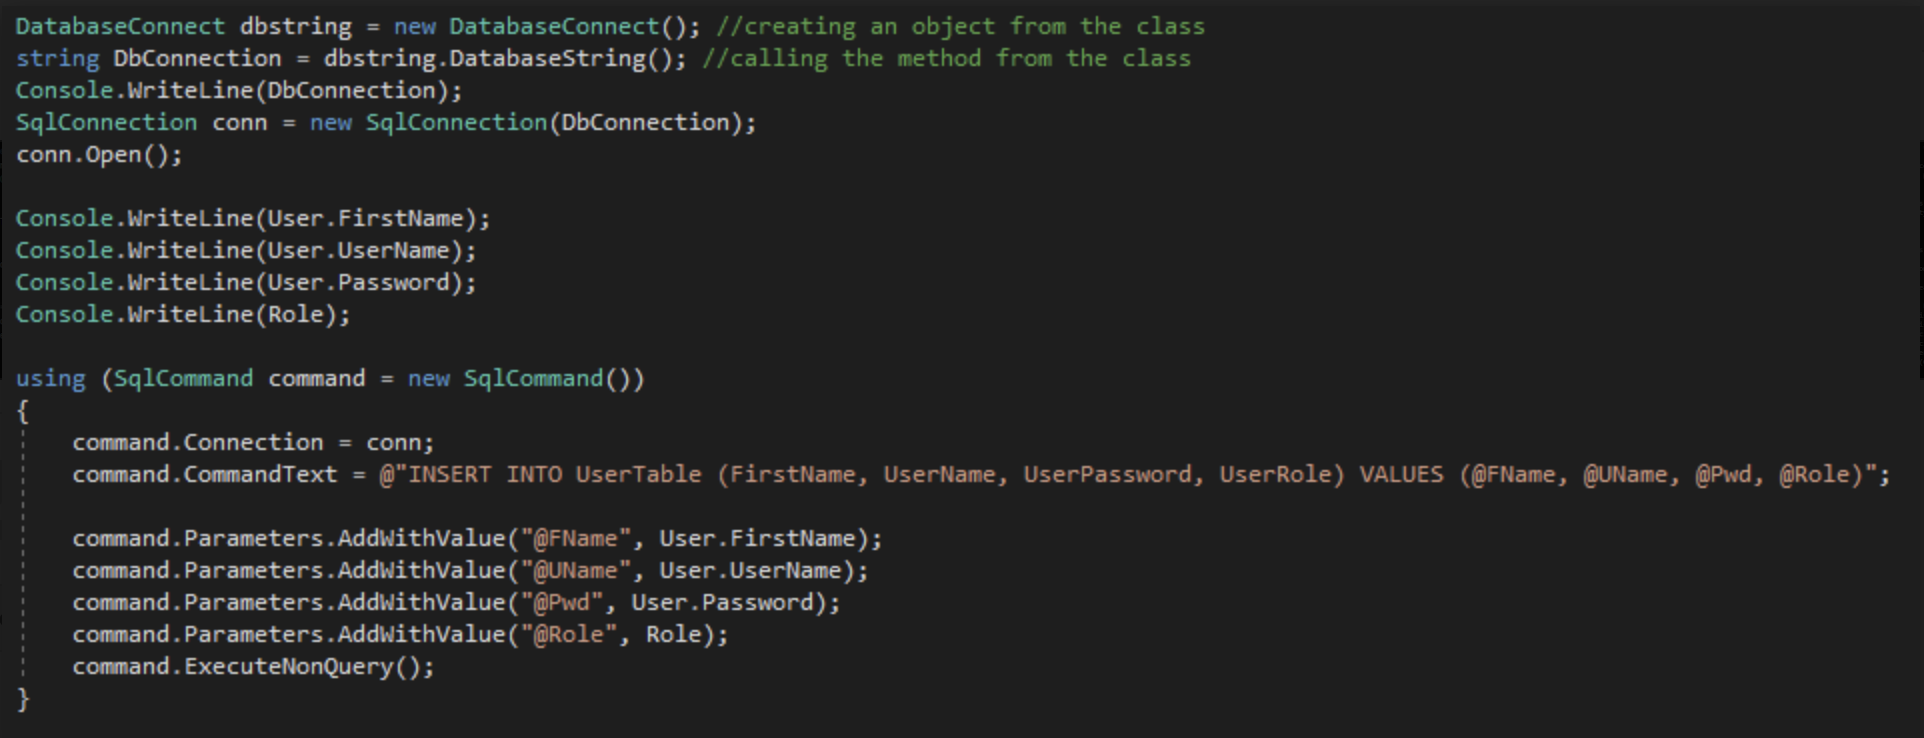 DatabaseConnect dbstring = new DatabaseConnect(); //creating an object from the class
string DbConnection = dbstring.DatabaseString(); //calling the method from the class
Console.WriteLine(DbConnection);
SqlConnection conn = new SqlConnection(DbConnection);
conn.Open();

Console.WriteLine(User.FirstName);
Console.WriteLine(User.UserName);
Console.WriteLine(User.Password);
Console.WriteLine(Role);

using (SqlCommand command = new SqlCommand())
{
    command.Connection = conn;
    command.CommandText = @"INSERT INTO UserTable (FirstName, UserName, UserPassword, UserRole) VALUES (@FName, @UName, @Pwd, @Role)";

    command.Parameters.AddWithValue("@FName", User.FirstName);
    command.Parameters.AddWithValue("@UName", User.UserName);
    command.Parameters.AddWithValue("@Pwd", User.Password);
    command.Parameters.AddWithValue("@Role", Role);
    command.ExecuteNonQuery();
}